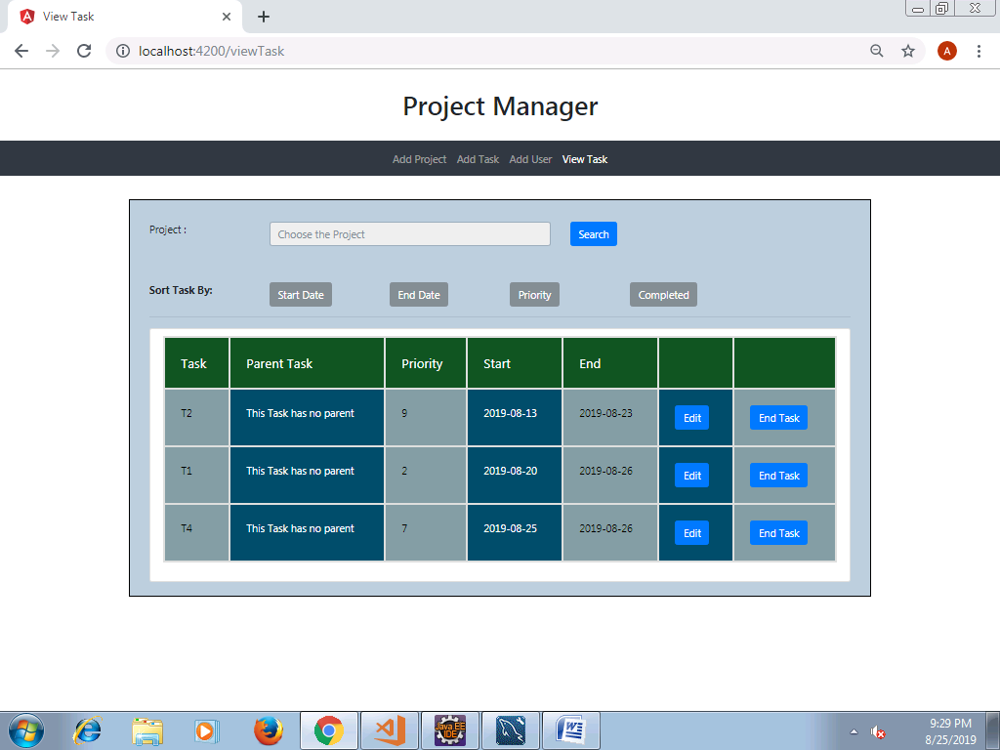 View Task
localhost:4200/viewTask
A
Project Manager
Add Project Add Task Add User View Task
Project :
Choose the Project
Search
Sort Task By:
Start Date
End Date
Priority
Completed
Task Parent Task Priority Start End
T2 This Task has no parent 9 2019-08-13 2019-08-23 Edit End Task
T1 This Task has no parent 2 2019-08-20 2019-08-26 Edit End Task
T4 This Task has no parent 7 2019-08-25 2019-08-26 Edit End Task
Java EE
IDE
W
9:29 PM
8/25/2019